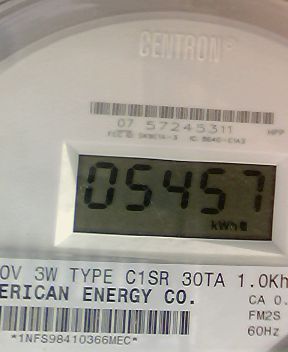 CENTRON®
07 57245311
05457
kWh
0V 3W TYPE C1SR 30TA 1.0Kh
ERICAN ENERGY CO.
CA 0.
FM2S
60Hz
*1NFS98410366MEC*